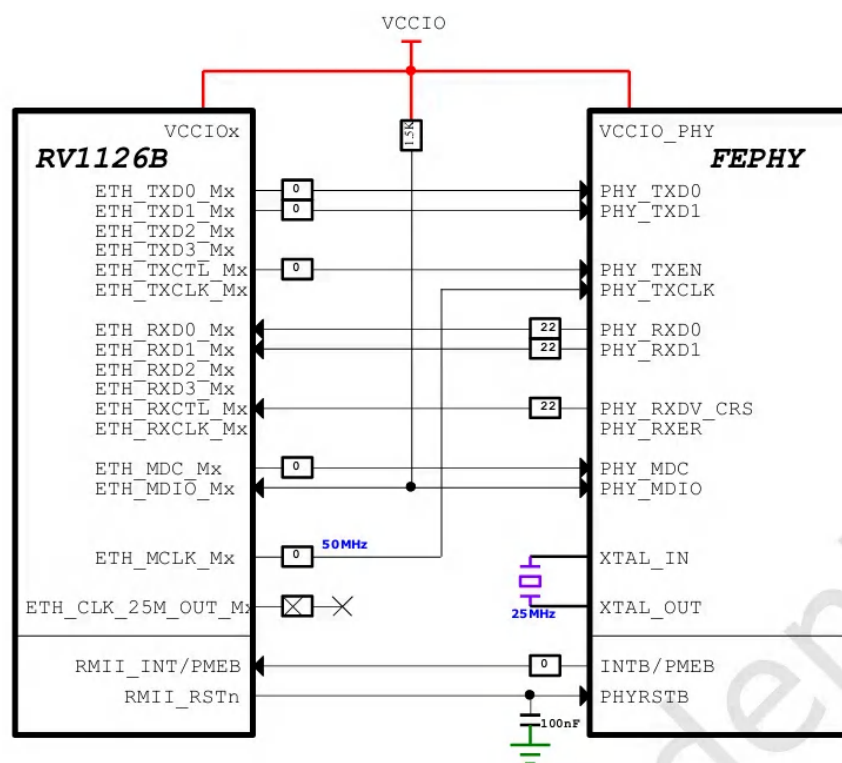 VCCIO
1.5K
VCCIOx
VCCIO_PHY
RV1126B
FEPHY
ETH_TXD0_Mx 0 PHY_TXD0
ETH_TXD1_Mx 0 PHY_TXD1
ETH_TXD2_Mx
ETH_TXD3_Mx
ETH_TXCTL_Mx 0 PHY_TXEN
ETH_TXCLK_Mx PHY_TXCLK
ETH_RXD0_Mx 22 PHY_RXD0
ETH_RXD1_Mx 22 PHY_RXD1
ETH_RXD2_Mx
ETH_RXD3_Mx
ETH_RXCTL_Mx 22 PHY_RXDV_CRS
ETH_RXCLK_Mx PHY_RXER
ETH_MDC_Mx 0 PHY_MDC
ETH_MDIO_Mx PHY_MDIO
50MHz
ETH_MCLK_Mx 0 XTAL_IN
ETH_CLK_25M_OUT_Mx XTAL_OUT
25MHz
RMII_INT/PMEB 0 INTB/PMEB
RMII_RSTn PHYRSTB
100nF